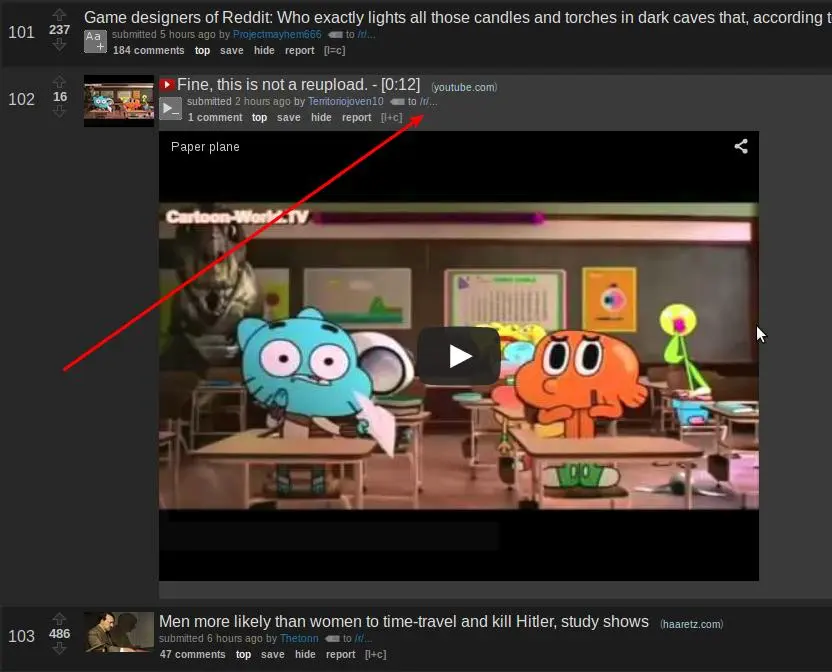 101
237
Game designers of Reddit: Who exactly lights all those candles and torches in dark caves that, according t
Aa
+
submitted 5 hours ago by Projectmayhem666 to /r/...
184 comments top save hide report [l=c]
102
16
Fine, this is not a reupload. - [0:12] (youtube.com)
submitted 2 hours ago by Territoriojoven10 to /r/...
1 comment top save hide report [l+c]
Paper plane
Cartoon-World.TV
103
486
Men more likely than women to time-travel and kill Hitler, study shows (haaretz.com)
submitted 6 hours ago by Thetonn to /r/...
47 comments top save hide report [l+c]